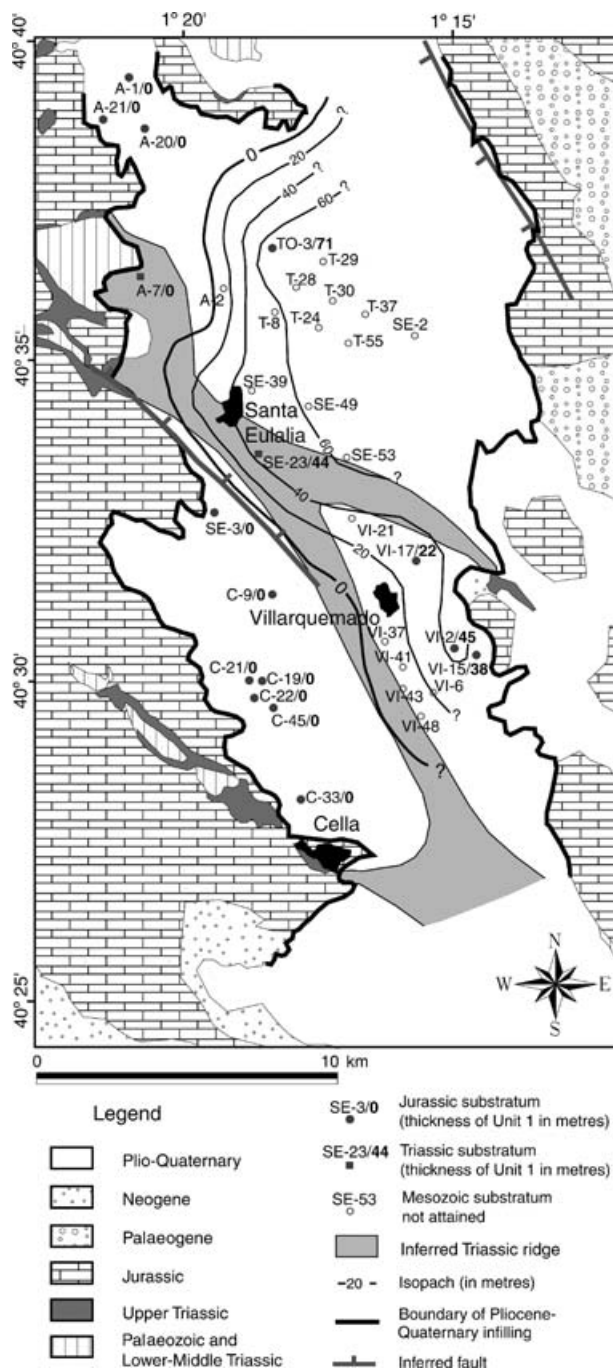 1° 20'
1° 15'
40° 40'
A-1/0
A-21/0
A-20/0
?
0
20
?
40
?
60
?
TO-3/71
T-29
A-7/0
A-2
T-28
T-30
T-8
T-24
T-37
T-55
SE-2
40° 35'
SE-39
Santa
Eulalia
SE-49
60
SE-53
?
SE-23/44
40
SE-3/0
VI-21
20
VI-17/22
C-9/0
0
Villarquemado
VI-37
VI-2/45
VI-41
VI-15/38
40° 30'
C-21/0
C-19/0
C-22/0
VI-43
VI-6
C-45/0
VI-48
?
?
C-33/0
Cella
N
W
E
S
40° 25'
0
10 km
Legend
Plio-Quaternary
Neogene
Palaeogene
Jurassic
Upper Triassic
Palaeozoic and
Lower-Middle Triassic
SE-3/0
Jurassic substratum
(thickness of Unit 1 in metres)
SE-23/44
Triassic substratum
(thickness of Unit 1 in metres)
SE-53
Mesozoic substratum
not attained
Inferred Triassic ridge
–20 -
Isopach (in metres)
Boundary of Pliocene-
Quaternary infilling
Inferred fault